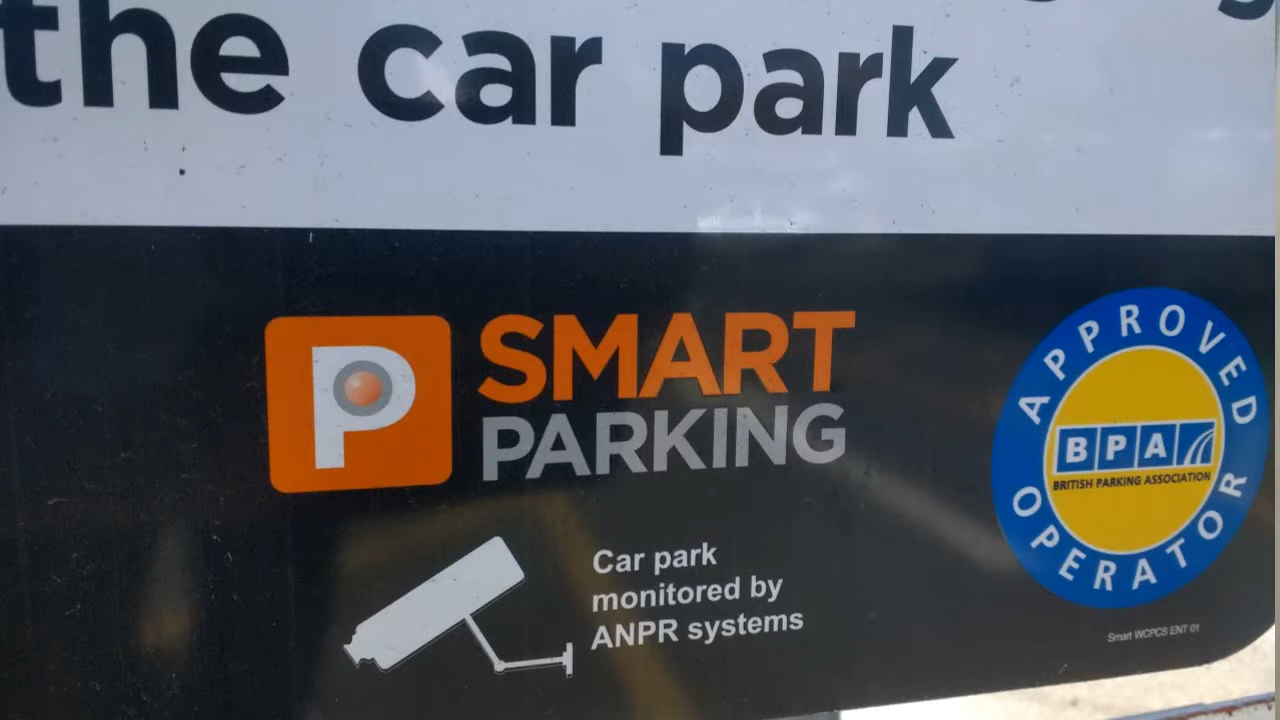 the car park
SMART
PARKING
APPROVED
BPA
BRITISH PARKING ASSOCIATION
OPERATOR
Car park
monitored by
ANPR systems
Smart WCPCS ENT 01